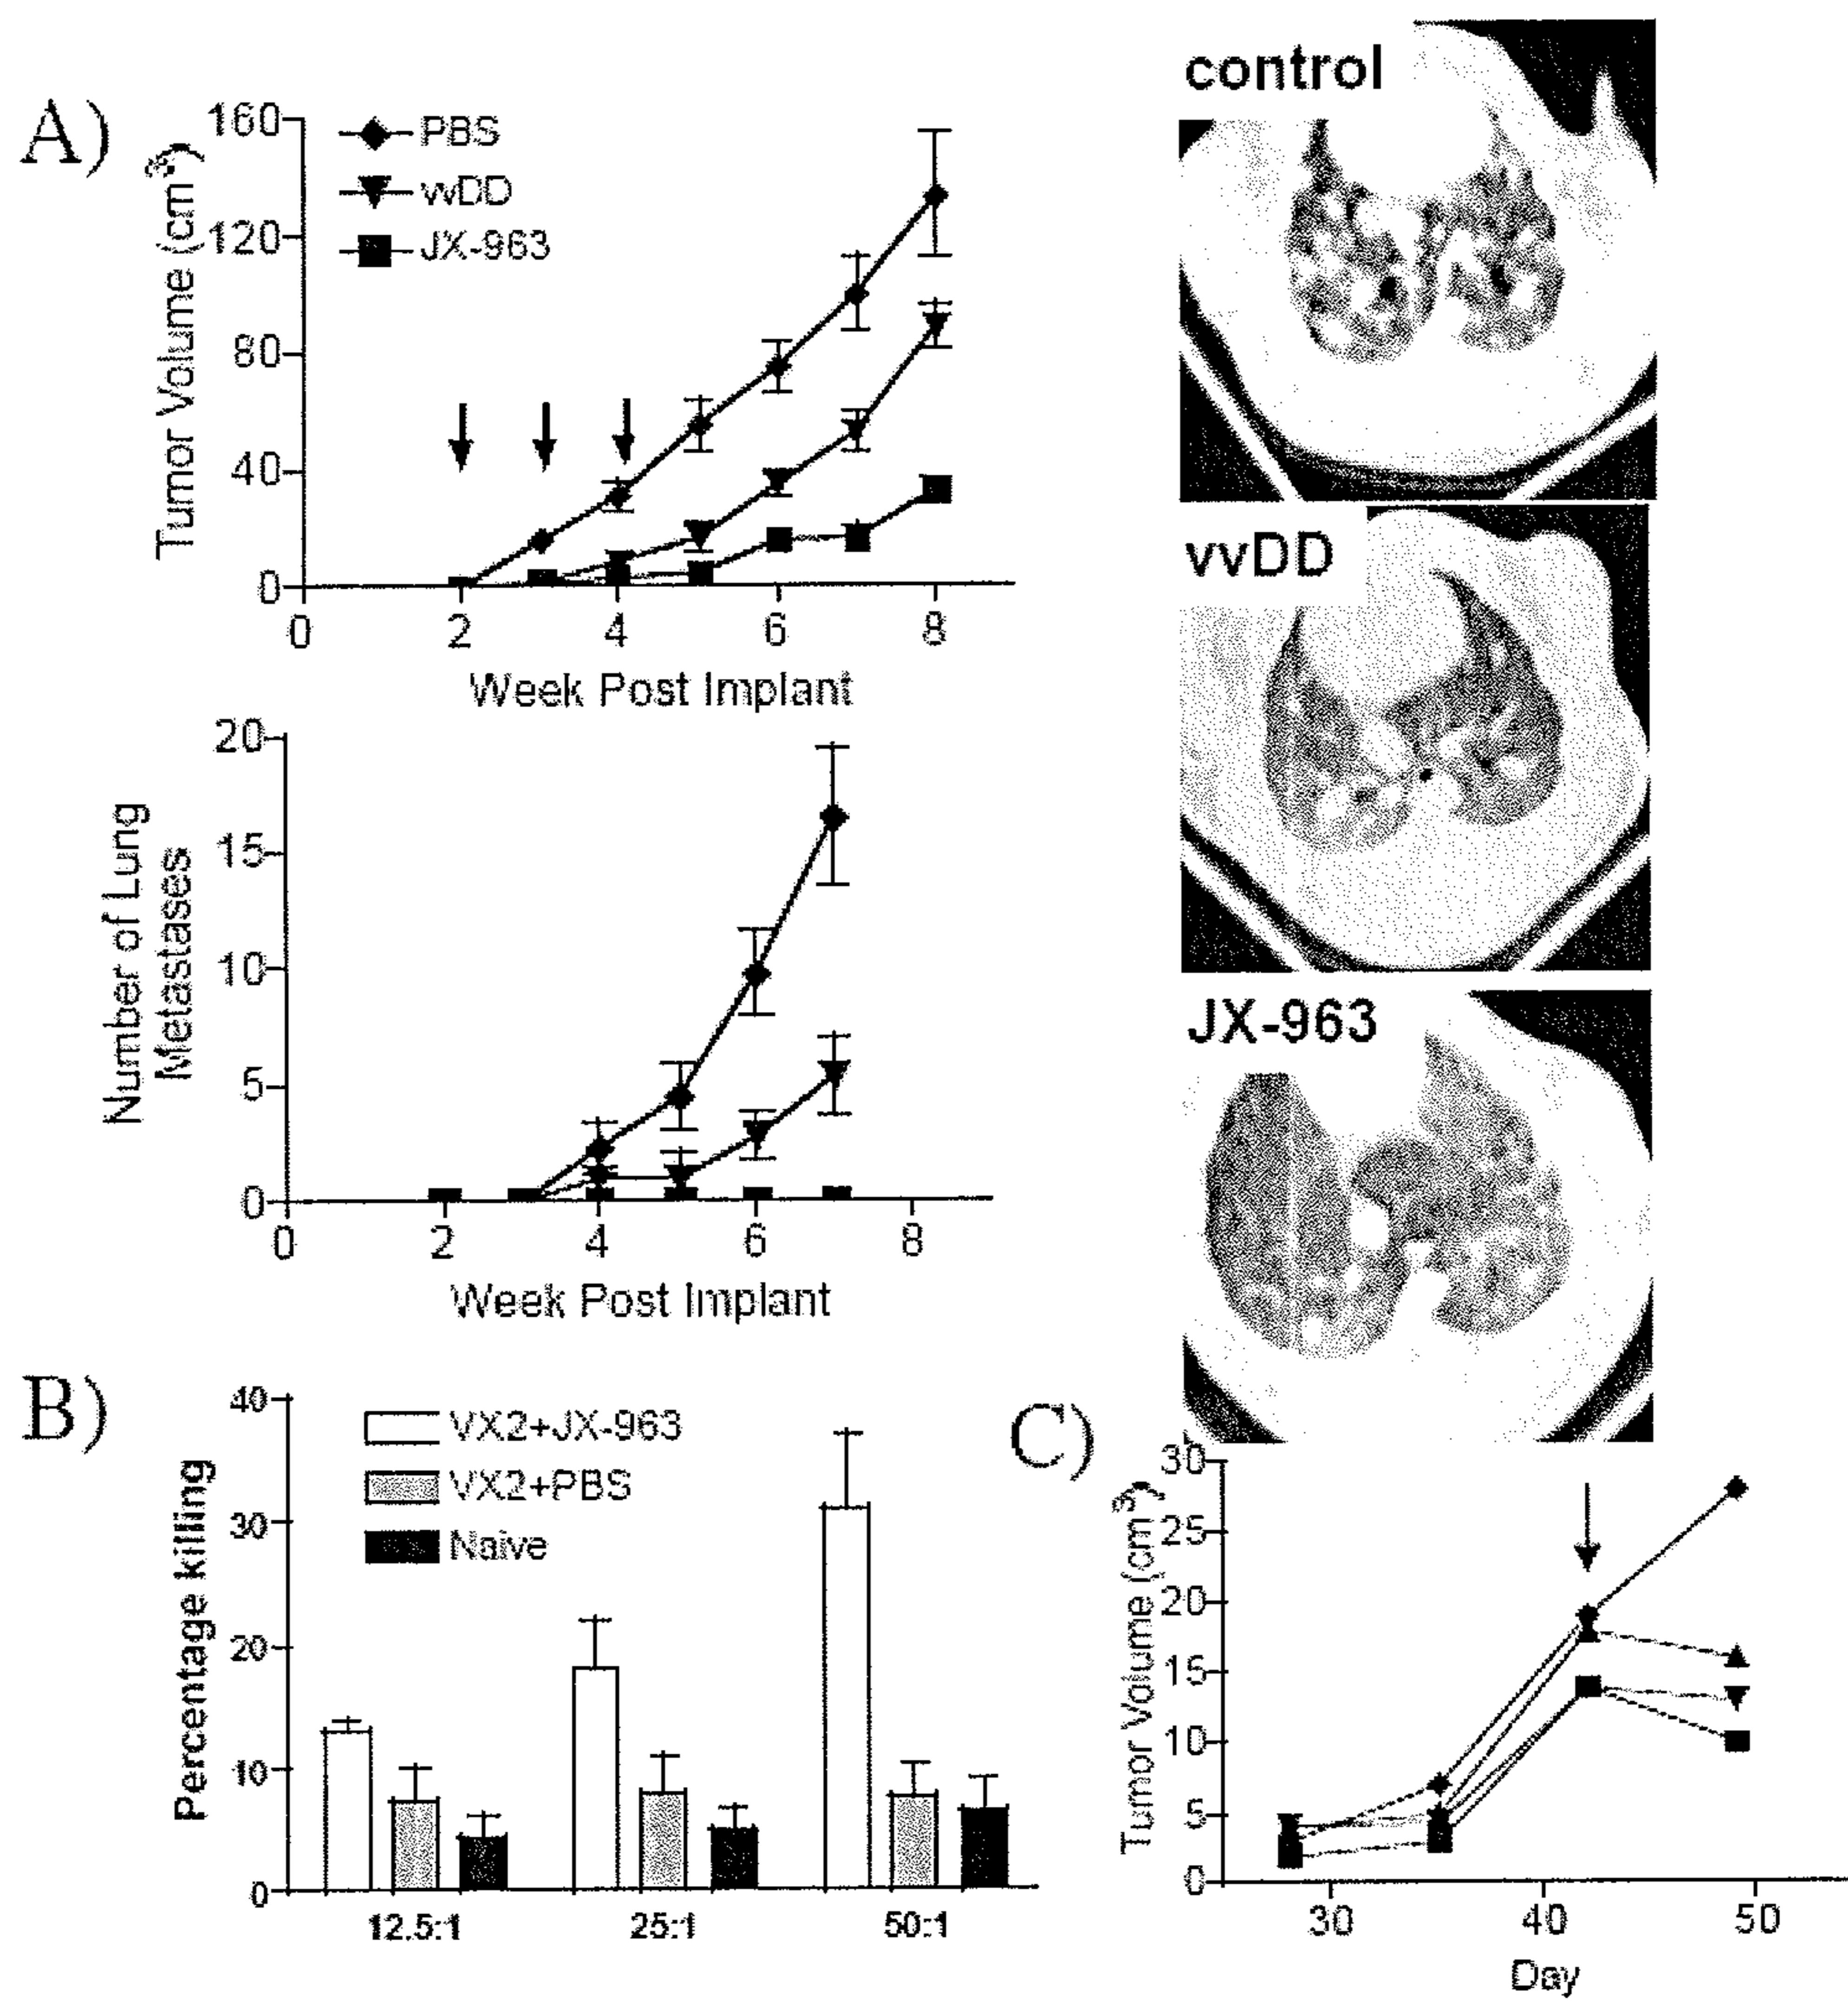 A)
160
120
80
40
0
PBS
vvDD
JX-963
Tumor Volume (cm3)
0 2 4 6 8
Week Post Implant
20
15
10
5
0
Number of Lung
Metastases
0 2 4 6 8
Week Post Implant
control
vvDD
JX-963
B)
40
30
20
10
0
VX2+JX-963
VX2+PBS
Naive
Percentage killing
12.5:1 25:1 50:1
C)
30
25
20
15
10
5
0
Tumor Volume (cm3)
30 40 50
Day